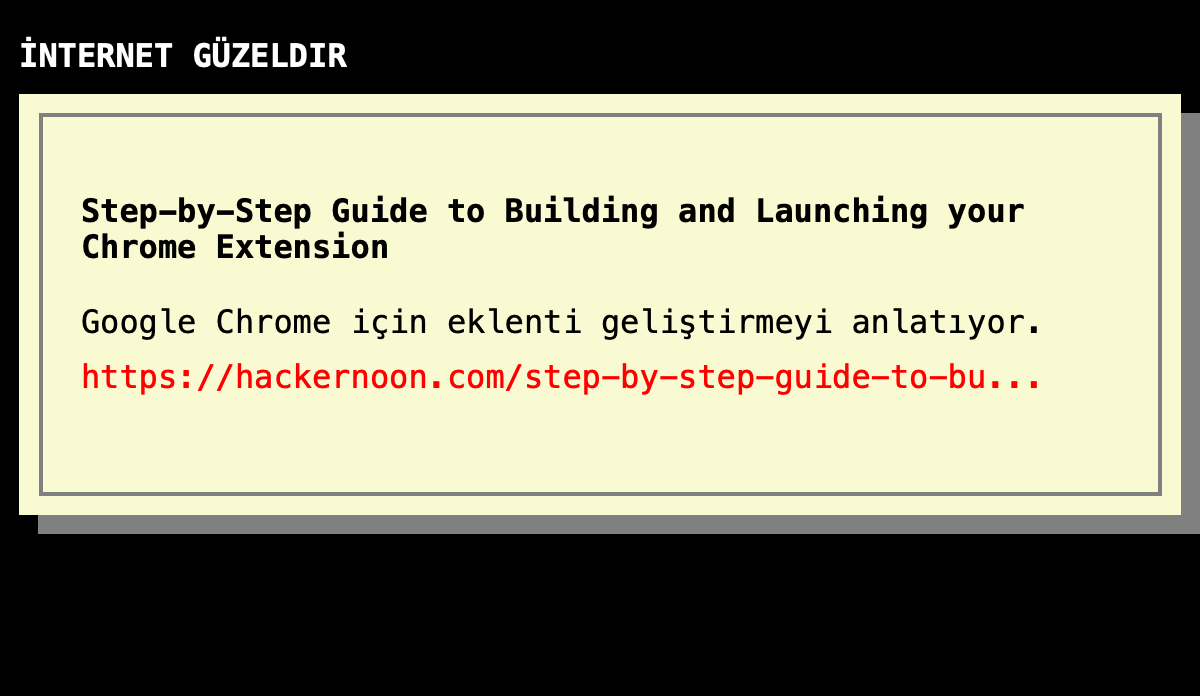 İNTERNET GÜZELDIR
Step-by-Step Guide to Building and Launching your
Chrome Extension
Google Chrome için eklenti geliştirmeyi anlatıyor.
https://hackernoon.com/step-by-step-guide-to-bu...